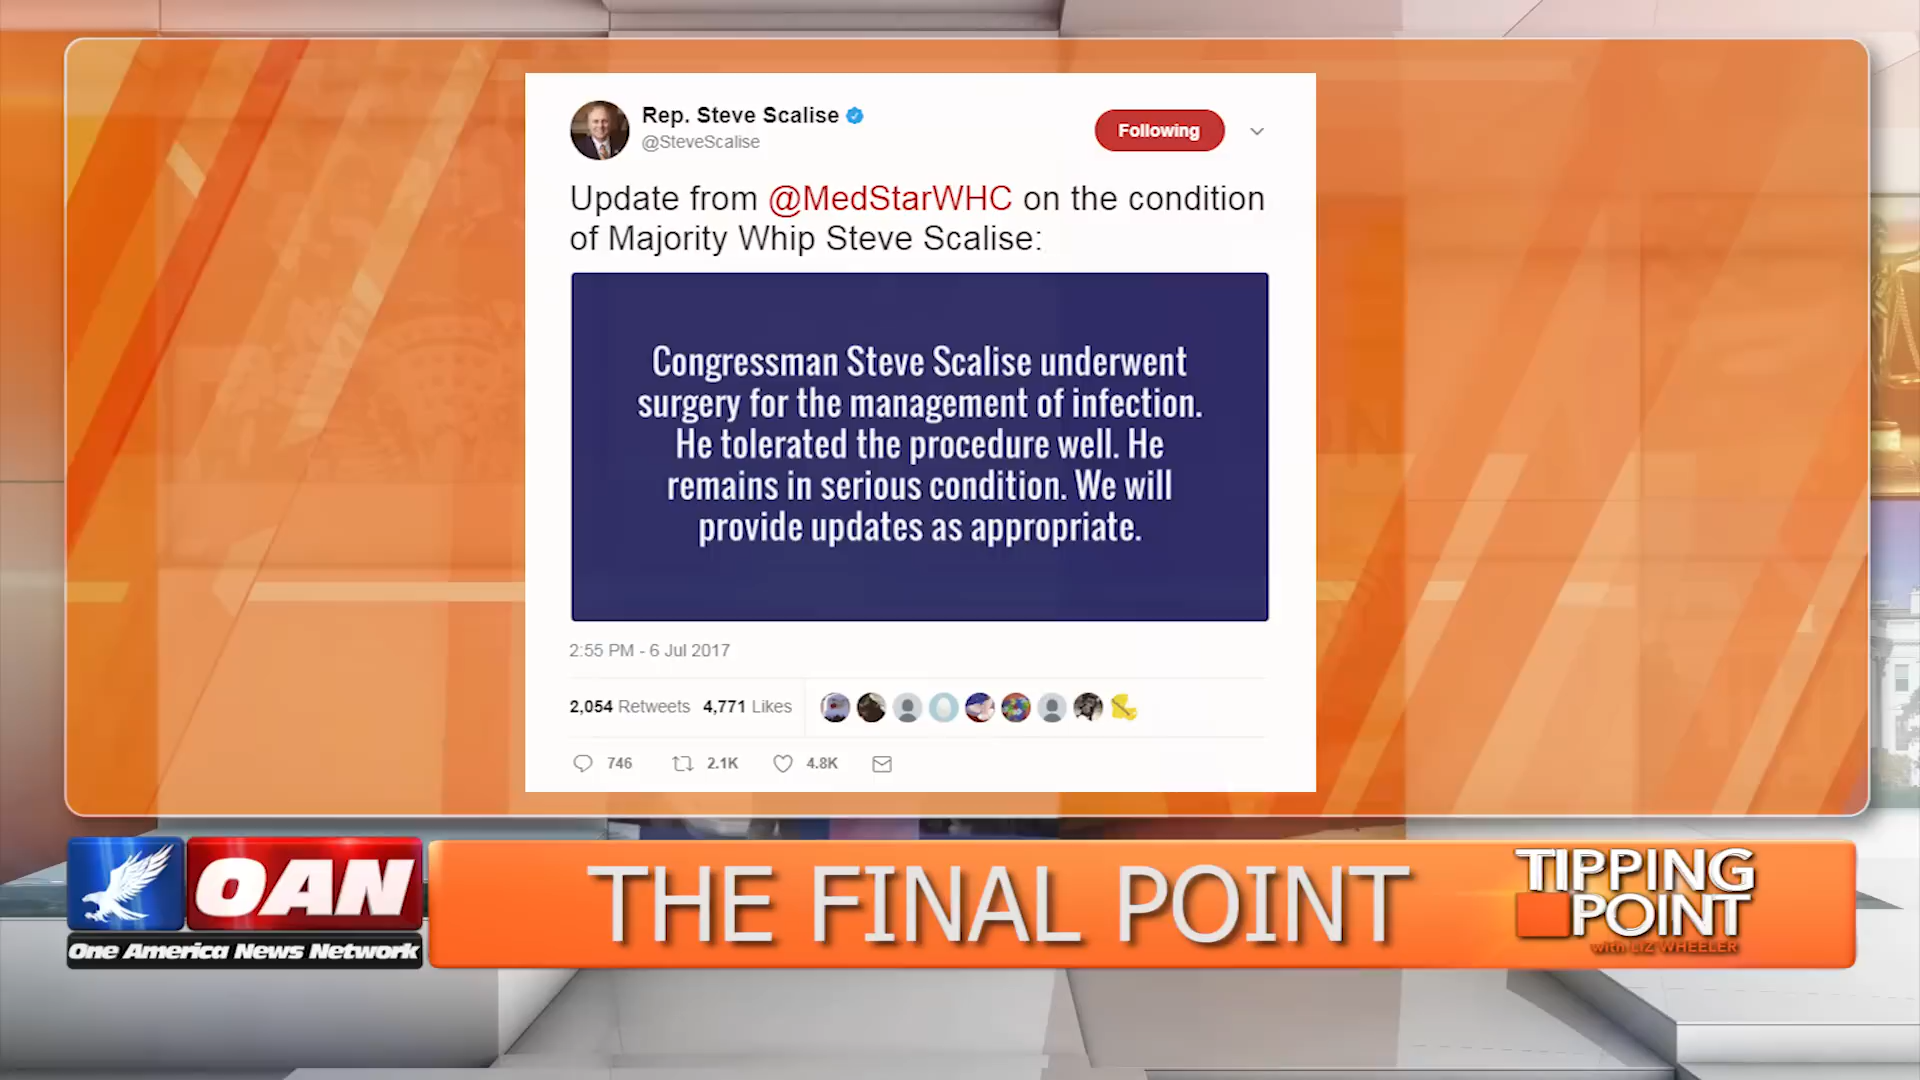 Rep. Steve Scalise
@SteveScalise
Following
Update from @MedStarWHC on the condition
of Majority Whip Steve Scalise:
Congressman Steve Scalise underwent
surgery for the management of infection.
He tolerated the procedure well. He
remains in serious condition. We will
provide updates as appropriate.
2:55 PM - 6 Jul 2017
2,054 Retweets 4,771 Likes
746 2.1K 4.8K
OAN
One America News Network
THE FINAL POINT
TIPPING
POINT
with LIZ WHEELER